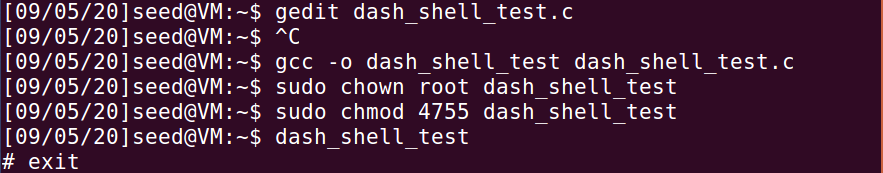 [09/05/20]seed@VM:~$ gedit dash_shell_test.c
[09/05/20]seed@VM:~$ ^C
[09/05/20]seed@VM:~$ gcc -o dash_shell_test dash_shell_test.c
[09/05/20]seed@VM:~$ sudo chown root dash_shell_test
[09/05/20]seed@VM:~$ sudo chmod 4755 dash_shell_test
[09/05/20]seed@VM:~$ dash_shell_test
# exit